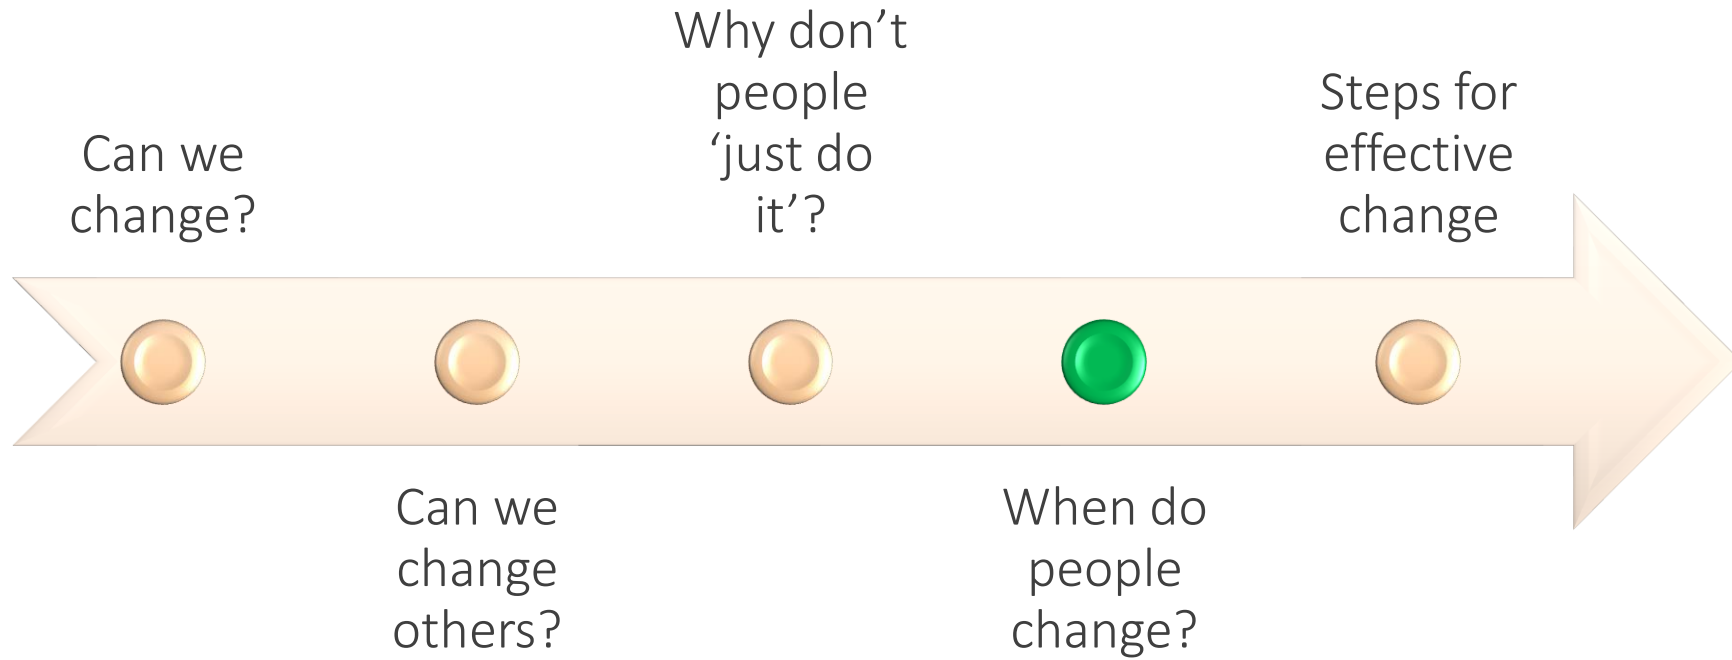 Can we
change?
Can we
change
others?
Why don’t
people
‘just do
it’?
When do
people
change?
Steps for
effective
change